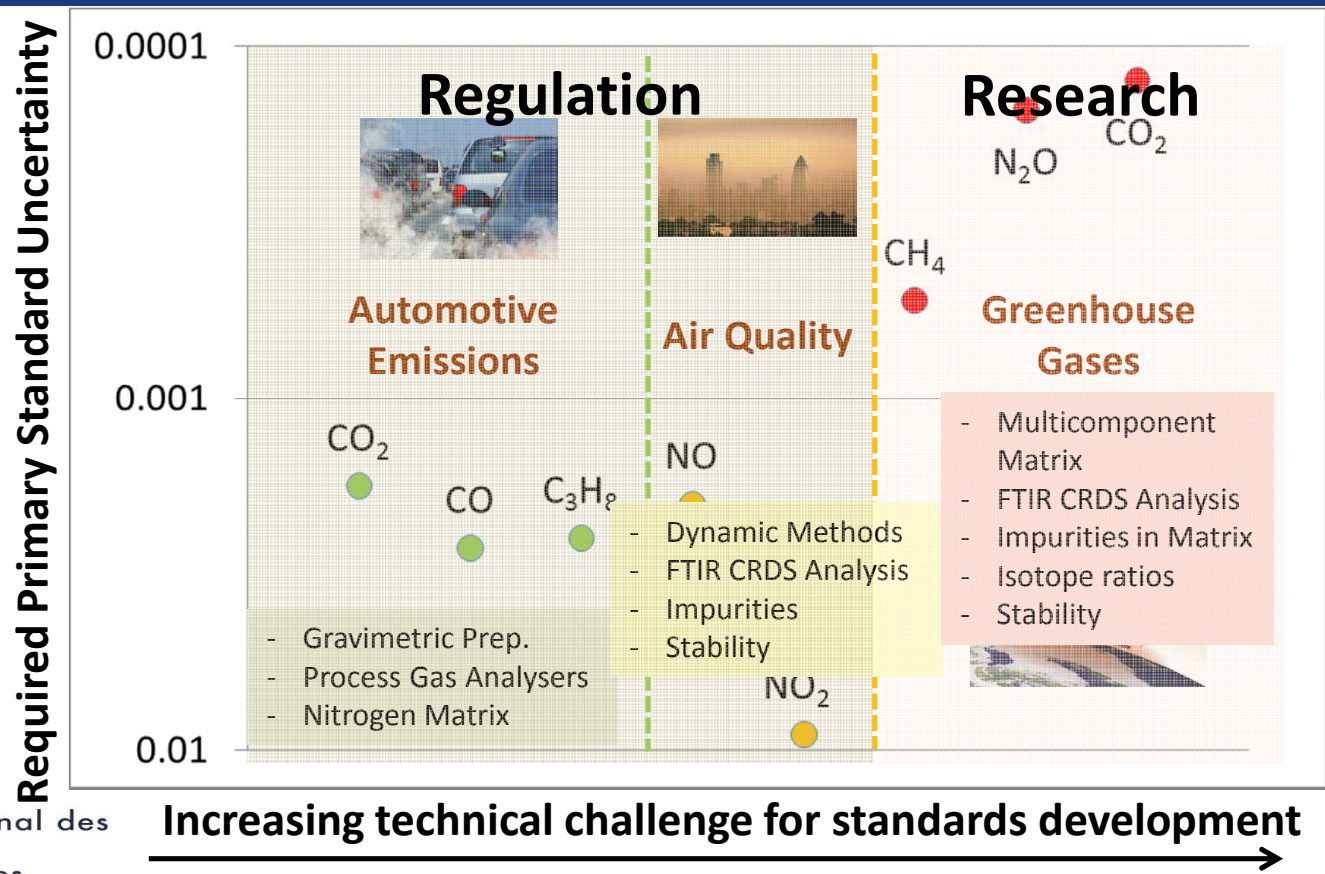 Required Primary Standard Uncertainty
0.0001
0.001
0.01
Regulation
Research
Automotive
Emissions
Air Quality
Greenhouse
Gases
CO₂
CO
C₃H₈
NO
NO₂
CH₄
N₂O
CO₂
- Gravimetric Prep.
- Process Gas Analysers
- Nitrogen Matrix
- Dynamic Methods
- FTIR CRDS Analysis
- Impurities
- Stability
- Multicomponent
Matrix
- FTIR CRDS Analysis
- Impurities in Matrix
- Isotope ratios
- Stability
des
Increasing technical challenge for standards development